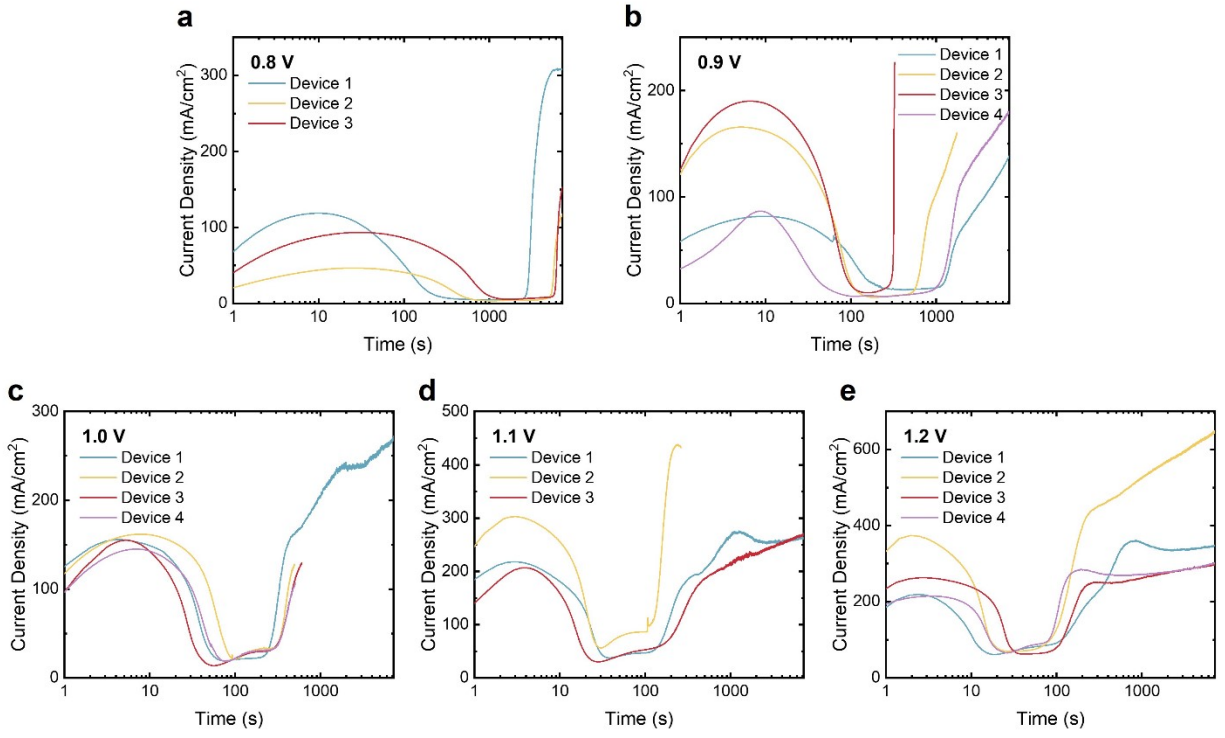 a
0.8 V
Device 1
Device 2
Device 3
Current Density (mA/cm²)
300
200
100
0
1 10 100 1000
Time (s)
b
0.9 V
Device 1
Device 2
Device 3
Device 4
Current Density (mA/cm²)
200
100
0
1 10 100 1000
Time (s)
c
1.0 V
Device 1
Device 2
Device 3
Device 4
Current Density (mA/cm²)
300
200
100
0
1 10 100 1000
Time (s)
d
1.1 V
Device 1
Device 2
Device 3
Current Density (mA/cm²)
500
400
300
200
100
0
1 10 100 1000
Time (s)
e
1.2 V
Device 1
Device 2
Device 3
Device 4
Current Density (mA/cm²)
600
400
200
0
1 10 100 1000
Time (s)